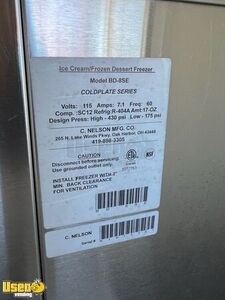 Ice Cream/Frozen Dessert Freezer
Model BD-8SE
COLDPLATE SERIES
Volts: 115 Amps: 7.1 Freq: 60
Comp.: SC12 Refrig: R-404A Amt: 17-OZ
Design Press: High - 430 psi Low - 175 psi
C. NELSON MFG. CO.
265 N. Lake Winds Pkwy. Oak Harbor, OH 43449
419-898-3305
CAUTION
Disconnect before servicing.
Use grounded outlet only.
INSTALL FREEZER WITH 3"
MIN. BACK CLEARANCE
FOR VENTILATION
NSF
C. NELSON
Serial #